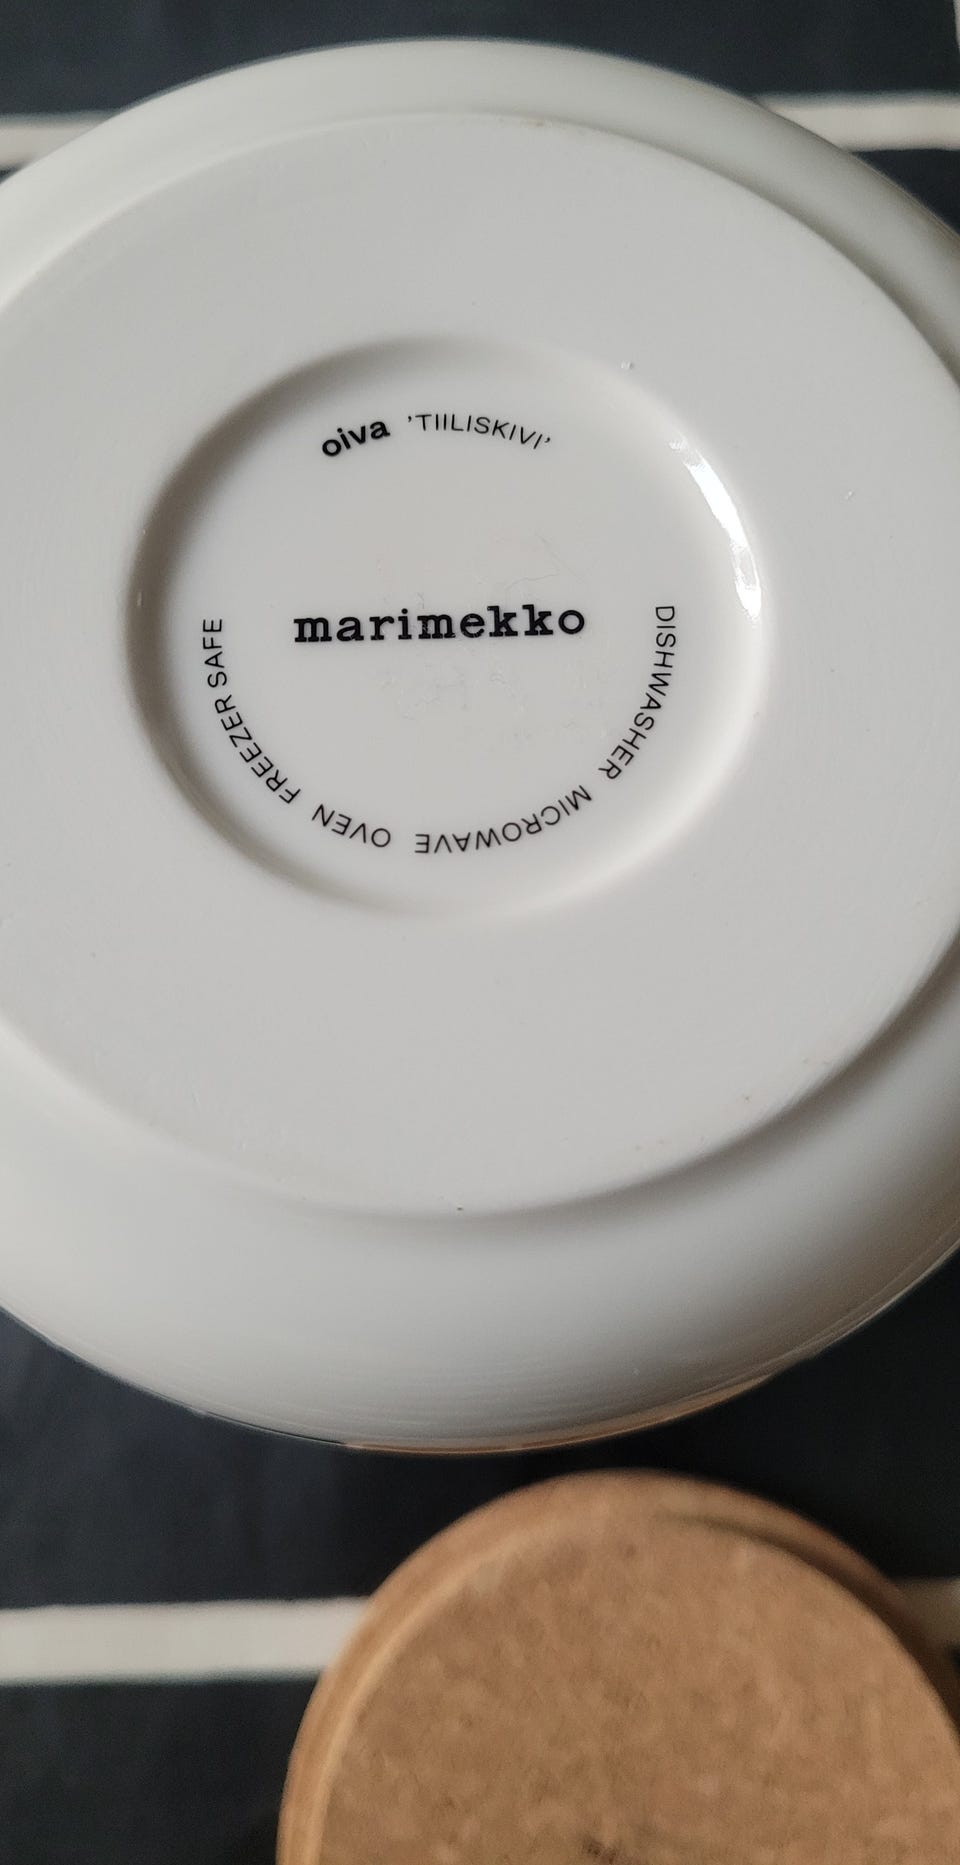 oiva 'TIILISKIVI'
marimekko
DISHWASHER MICROWAVE OVEN FREEZER SAFE